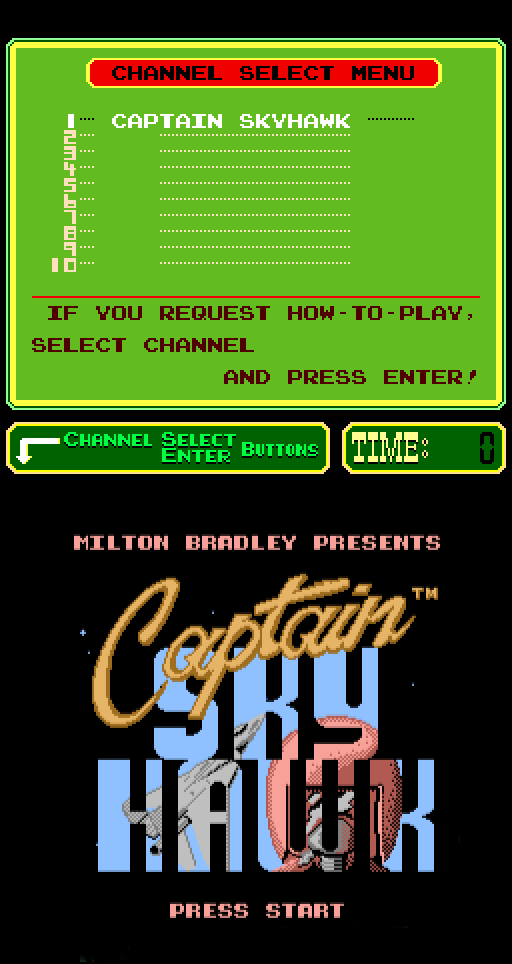 CHANNEL SELECT MENU
1 CAPTAIN SKYHAWK
2
3
4
5
6
7
8
9
10
IF YOU REQUEST HOW-TO-PLAY,
SELECT CHANNEL
AND PRESS ENTER!
CHANNEL SELECT
ENTER BUTTONS
TIME: 0
MILTON BRADLEY PRESENTS
Captain™
SKY
HAWK
PRESS START